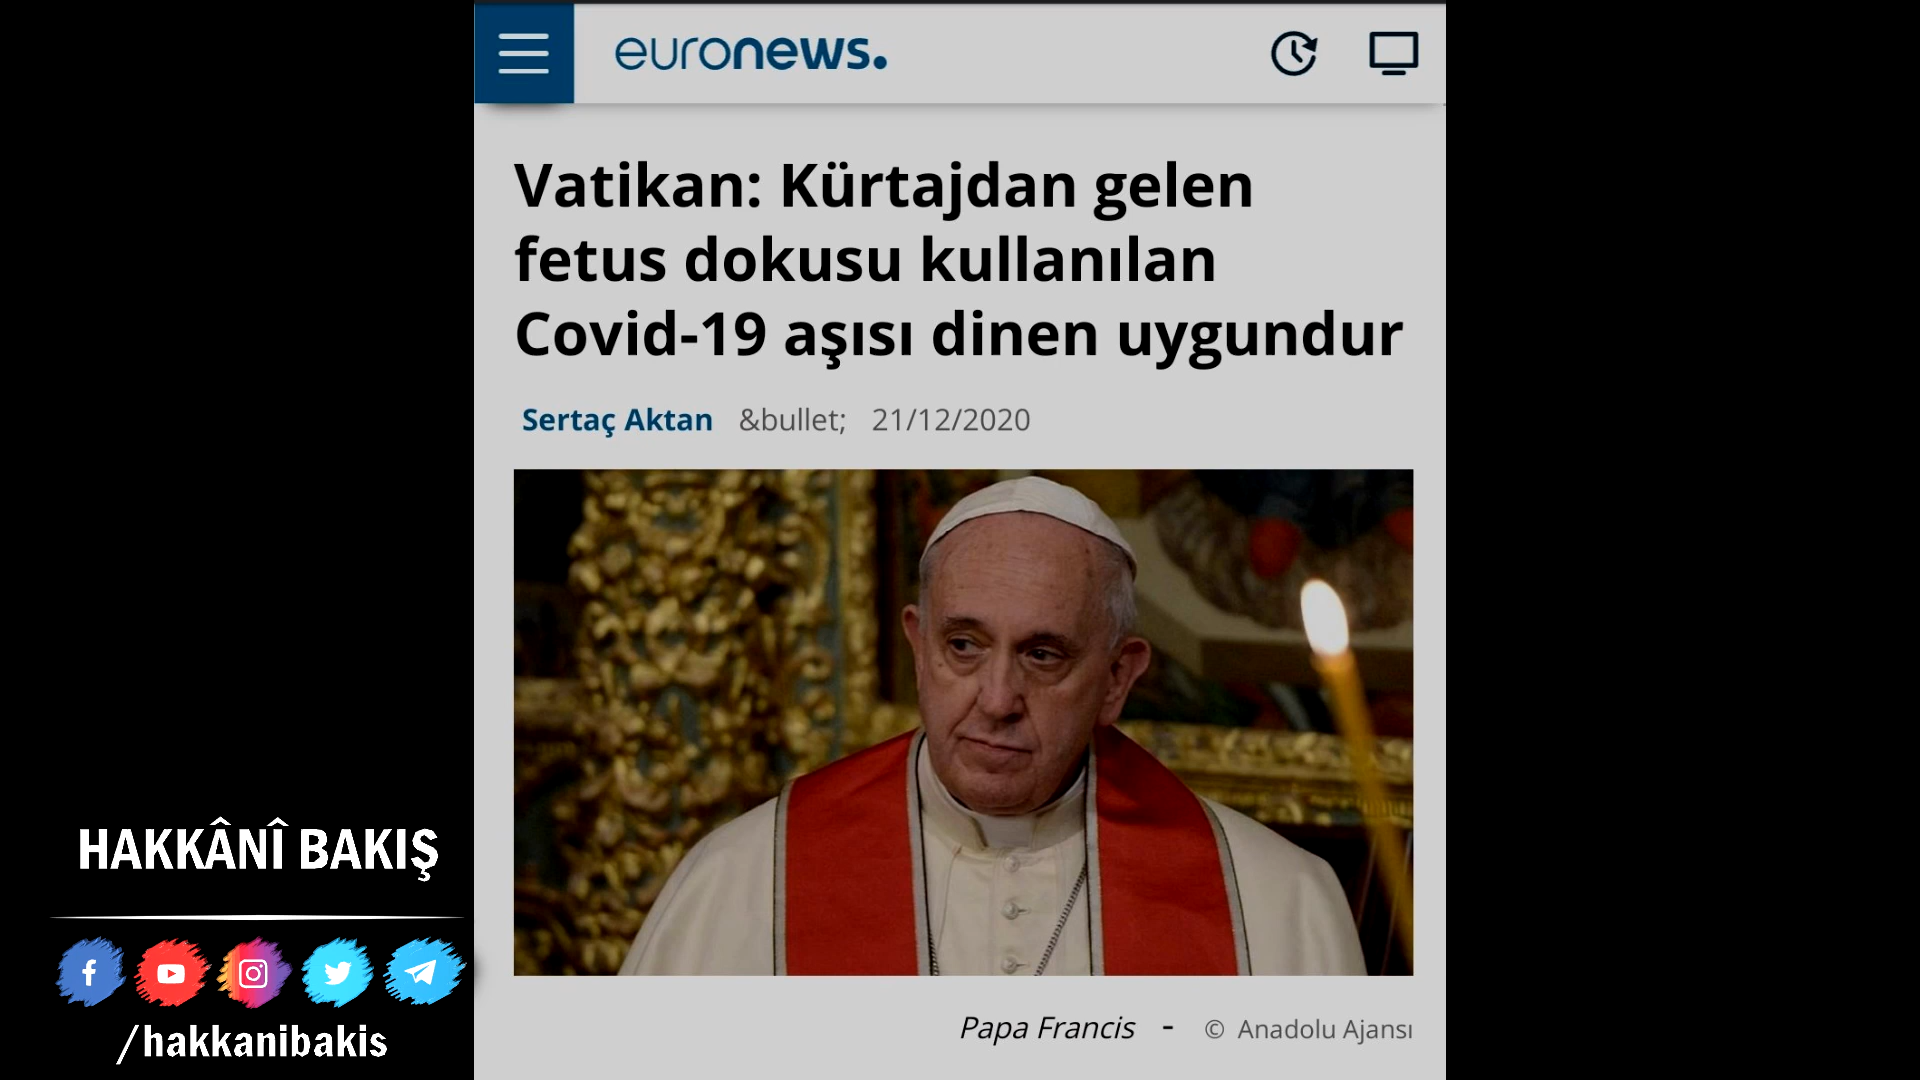 euronews.
Vatikan: Kürtajdan gelen
fetus dokusu kullanılan
Covid-19 aşısı dinen uygundur
Sertaç Aktan &bullet; 21/12/2020
Papa Francis - © Anadolu Ajansı
HAKKÂNÎ BAKIŞ
/hakkanibakis